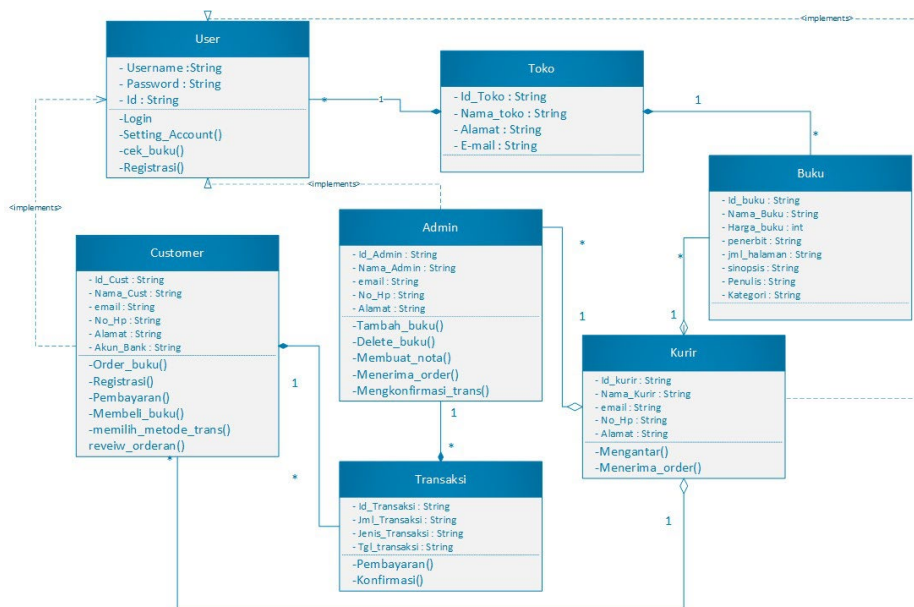 <implements>
User
- Username :String
- Password : String
- Id : String
-Login
-Setting_Account()
-cek_buku()
-Registrasi()
*
1
Toko
- Id_Toko : String
- Nama_toko : String
- Alamat : String
- E-mail : String
1
*
<implements>
<implements>
Buku
- Id_buku : String
- Nama_Buku : String
- Harga_buku : int
- penerbit : String
- jml_halaman : String
- sinopsis : String
- Penulis : String
- Kategori : String
Customer
- Id_Cust : String
- Nama_Cust : String
- email : String
- No_Hp : String
- Alamat : String
- Akun_Bank : String
-Order_buku()
-Registrasi()
-Pembayaran()
-Membeli_buku()
-memilih_metode_trans()
reveiw_orderan()
1
*
*
Admin
- Id_Admin : String
- Nama_Admin : String
- email : String
- No_Hp : String
- Alamat : String
-Tambah_buku()
-Delete_buku()
-Membuat_nota()
-Menerima_order()
-Mengkonfirmasi_trans()
*
1
*
1
Kurir
- Id_kurir : String
- Nama_Kurir : String
- email : String
- No_Hp : String
- Alamat : String
-Mengantar()
-Menerima_order()
1
1
*
Transaksi
- Id_Transaksi : String
- Jml_Transaksi : String
- Jenis_Transaksi : String
- Tgl_transaksi : String
-Pembayaran()
-Konfirmasi()